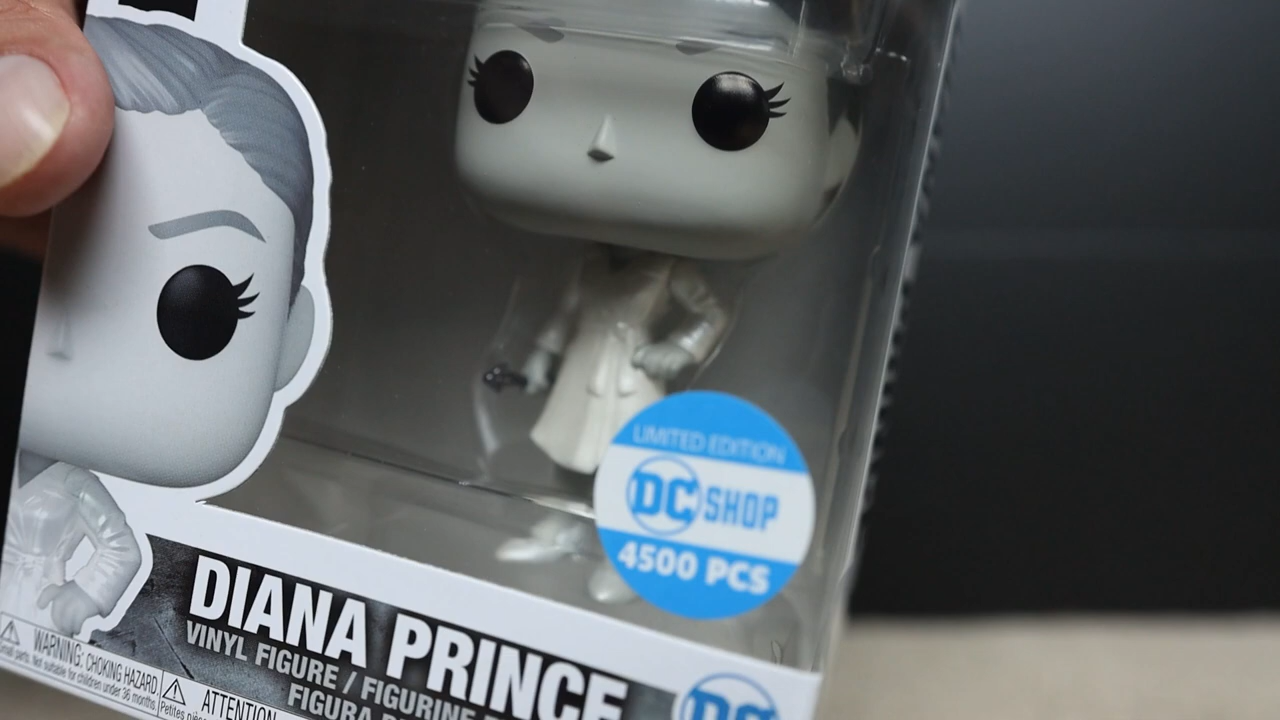 LIMITED EDITION
DC SHOP
4500 PCS
DIANA PRINCE
VINYL FIGURE / FIGURINE
FIGURA
WARNING: CHOKING HAZARD.
Small parts. Not suitable for children under 36 months.
ATTENTION
Petites
DC